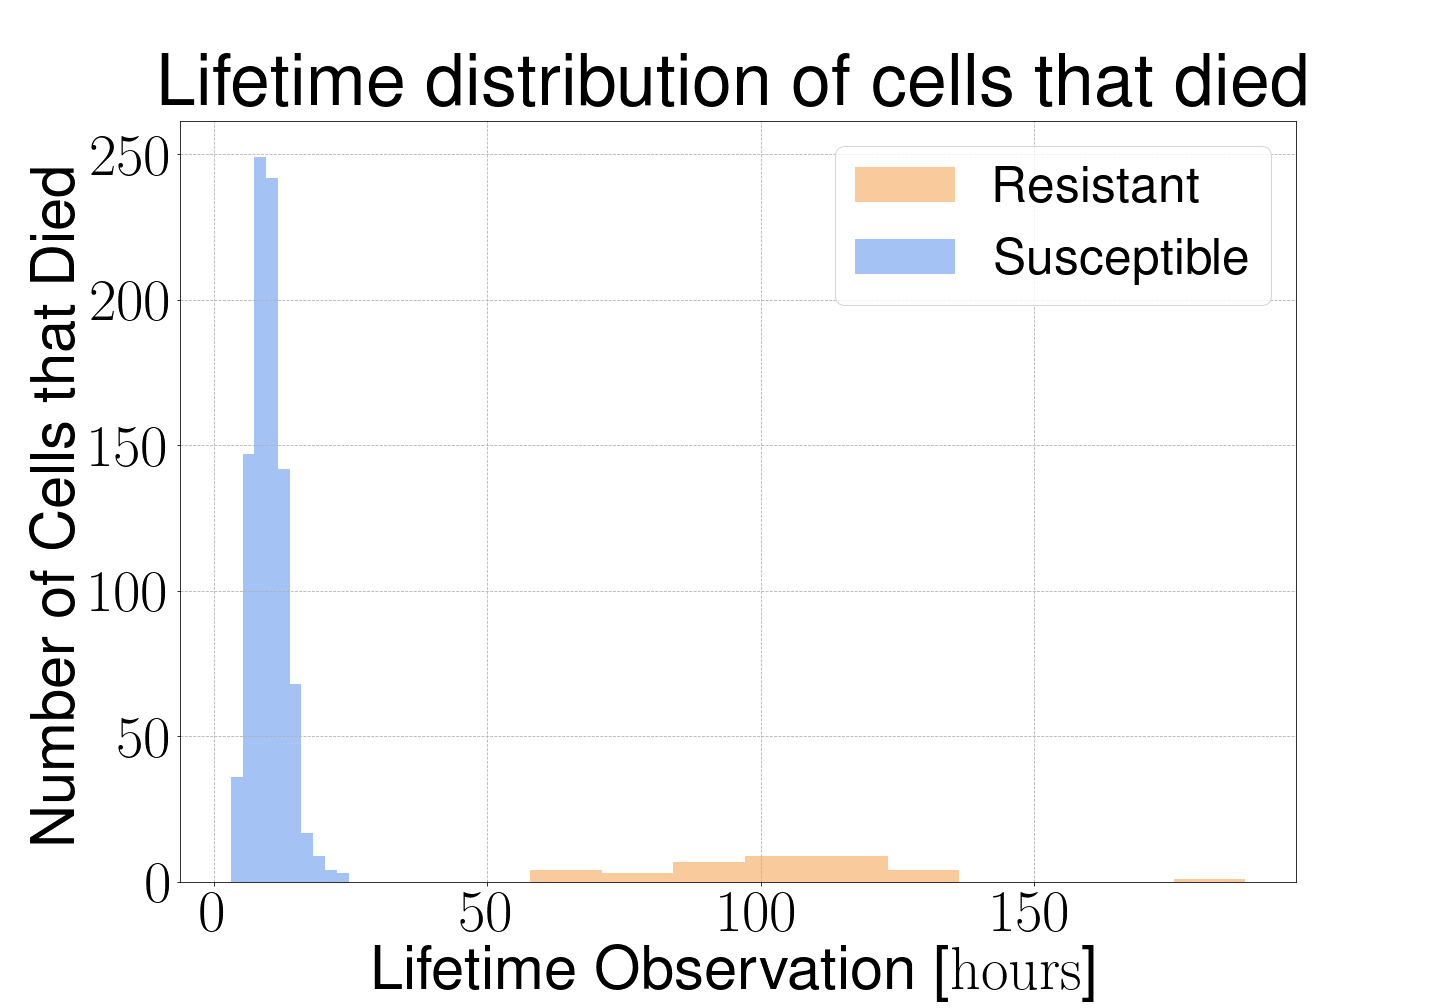 Lifetime distribution of cells that died
Number of Cells that Died
250
200
150
100
50
0
Resistant
Susceptible
0 50 100 150
Lifetime Observation [hours]